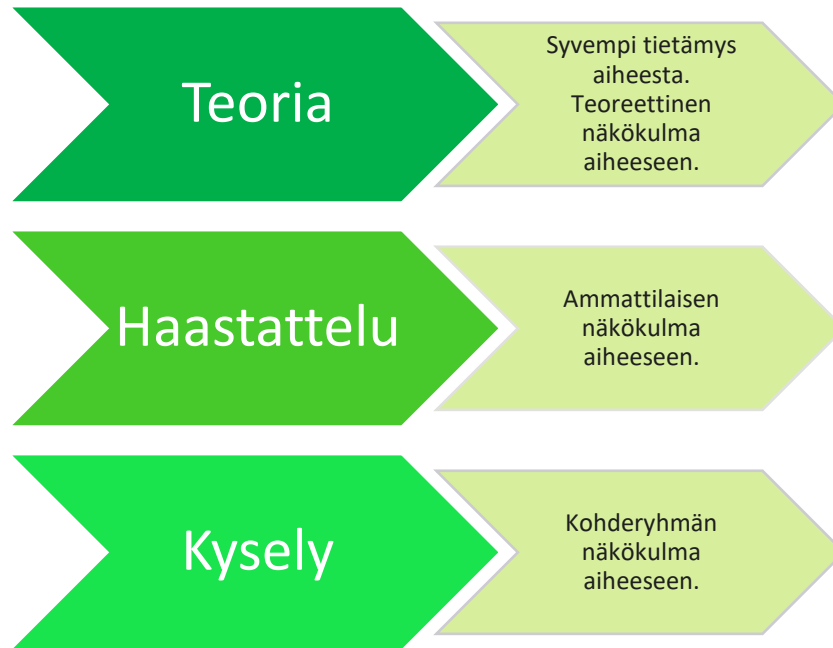 Teoria
Syvempi tietämys
aiheesta.
Teoreettinen
näkökulma
aiheeseen.
Haastattelu
Ammattilaisen
näkökulma
aiheeseen.
Kysely
Kohderyhmän
näkökulma
aiheeseen.